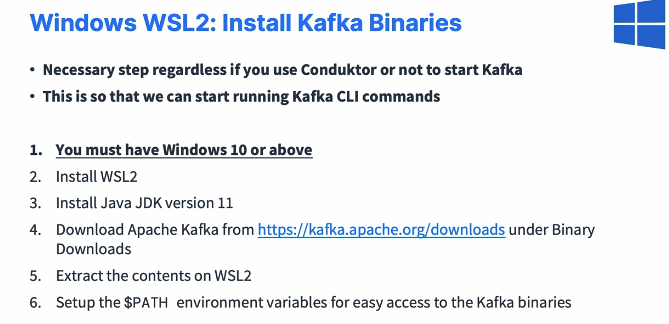 Windows WSL2: Install Kafka Binaries
• Necessary step regardless if you use Conduktor or not to start Kafka
• This is so that we can start running Kafka CLI commands
1. You must have Windows 10 or above
2. Install WSL2
3. Install Java JDK version 11
4. Download Apache Kafka from https://kafka.apache.org/downloads under Binary
Downloads
5. Extract the contents on WSL2
6. Setup the $PATH environment variables for easy access to the Kafka binaries